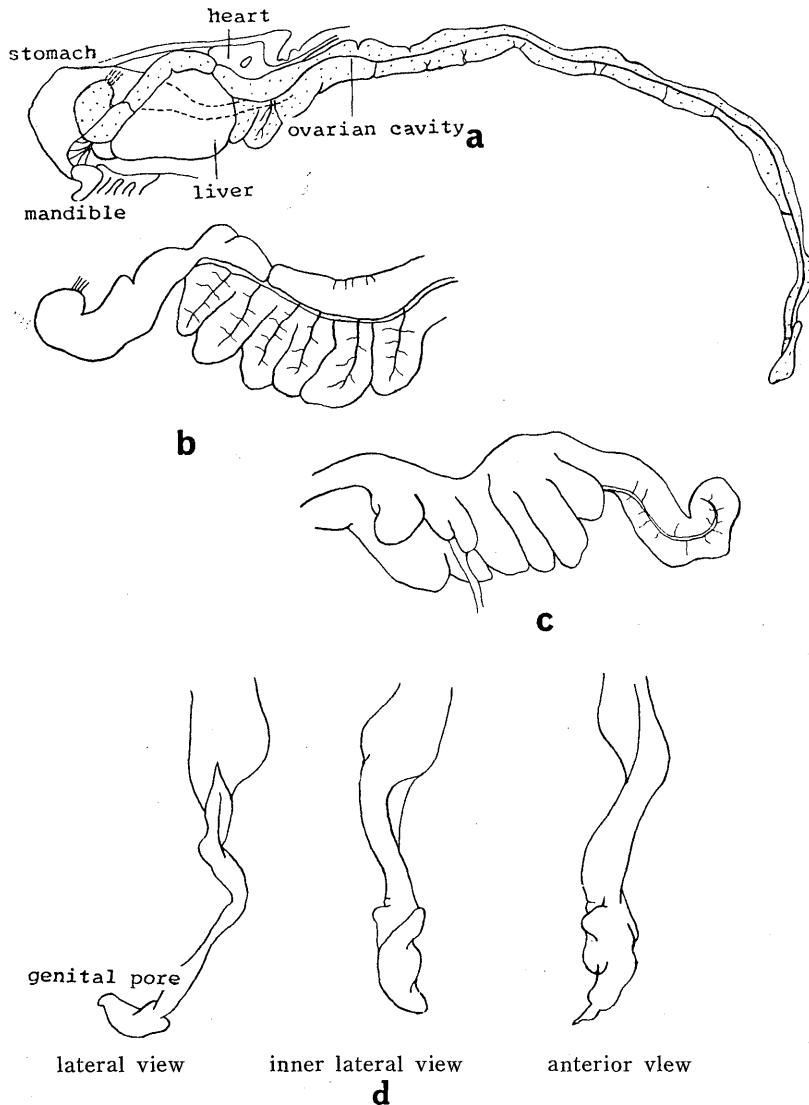 heart
stomach
ovarian cavity
a
liver
mandible
b
c
genital pore
lateral view
inner lateral view
anterior vlew
d